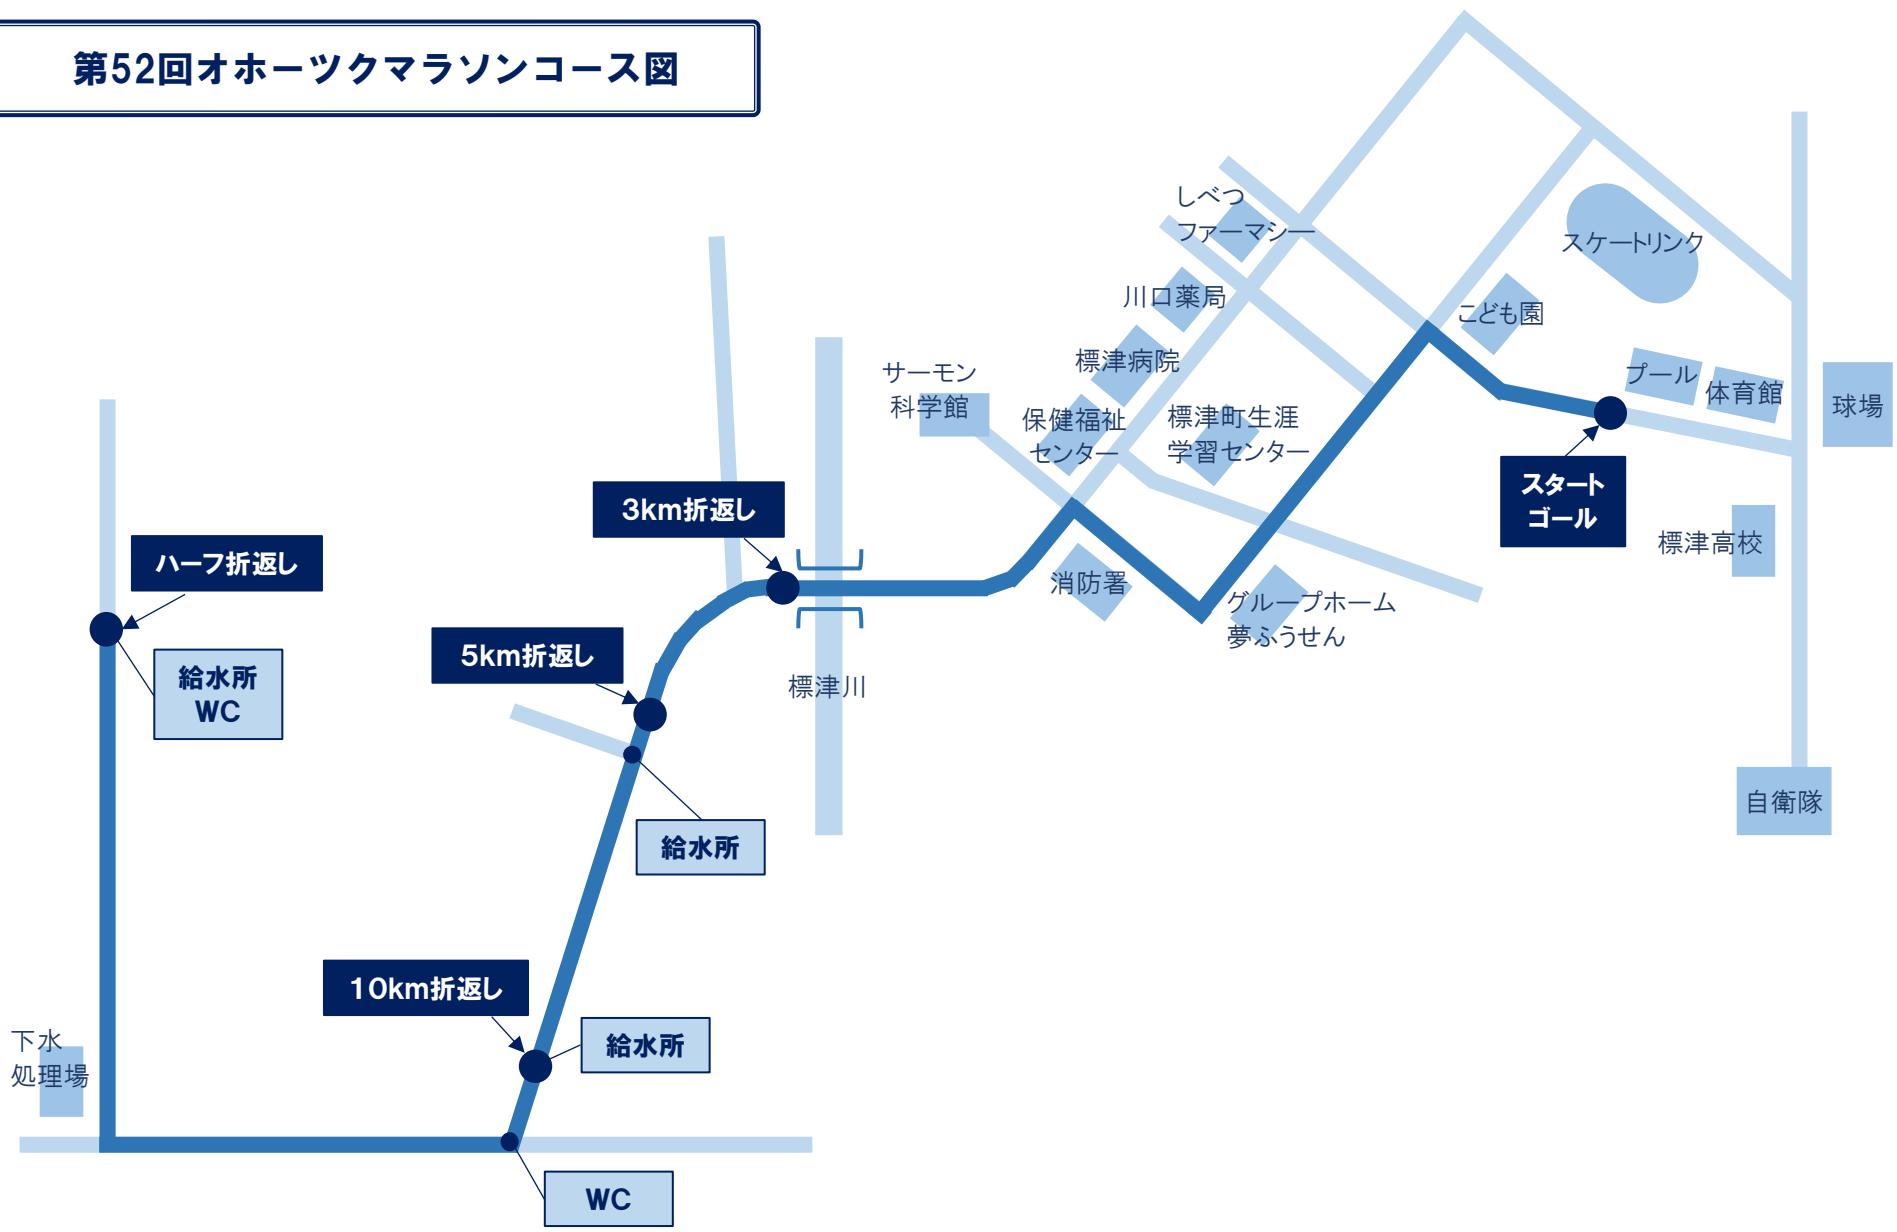 第52回オホーツクマラソンコース図
しべつ
ファーマシー
スケートリンク
川口薬局
こども園
標津病院
サーモン
科学館
プール
体育館
球場
保健福祉
センター
標津町生涯
学習センター
スタート
ゴール
3km折返し
標津高校
ハーフ折返し
消防署
グループホーム
夢ふうせん
5km折返し
給水所
WC
標津川
自衛隊
給水所
10km折返し
給水所
下水
処理場
WC